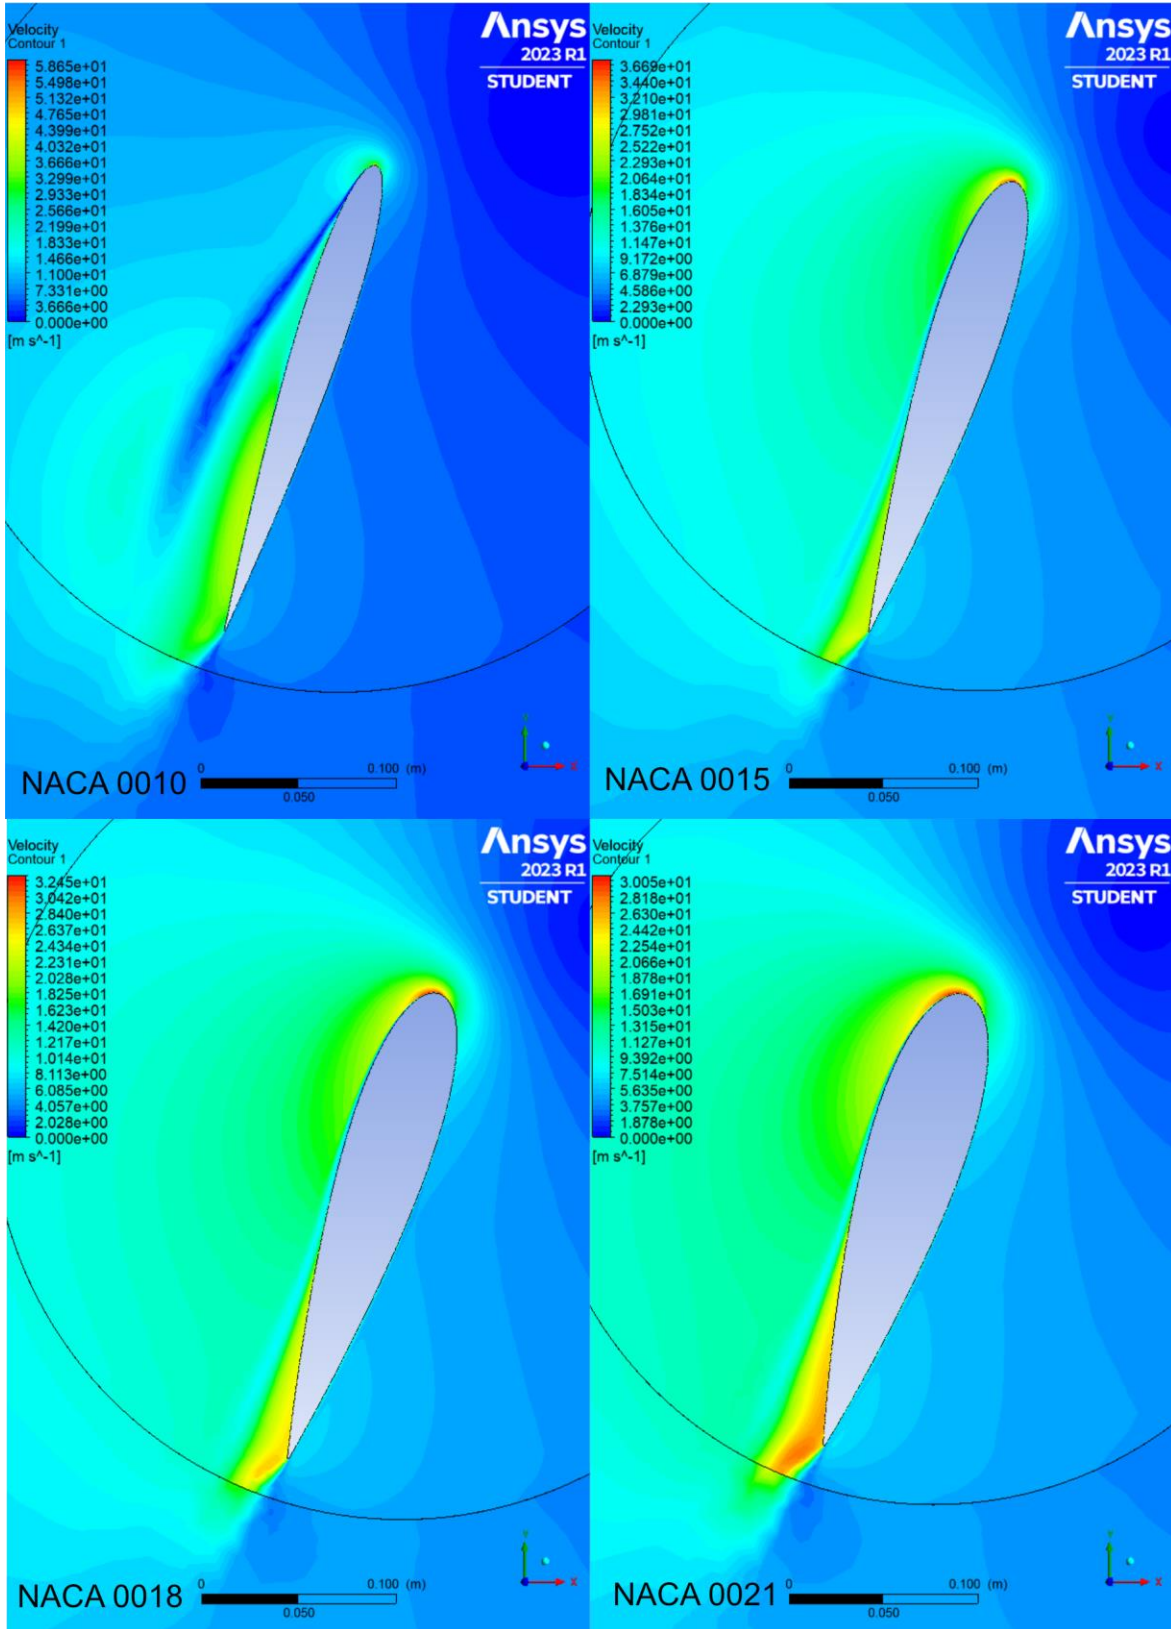 Velocity
Contour 1
5.865e+01
5.498e+01
5.132e+01
4.765e+01
4.399e+01
4.032e+01
3.666e+01
3.299e+01
2.933e+01
2.566e+01
2.199e+01
1.833e+01
1.466e+01
1.100e+01
7.331e+00
3.666e+00
0.000e+00
[m s^-1]
Ansys
2023 R1
STUDENT
NACA 0010
0
0.100 (m)
0.050
Y
X
Velocity
Contour 1
3.669e+01
3.440e+01
3.210e+01
2.981e+01
2.752e+01
2.522e+01
2.293e+01
2.064e+01
1.834e+01
1.605e+01
1.376e+01
1.147e+01
9.172e+00
6.879e+00
4.586e+00
2.293e+00
0.000e+00
[m s^-1]
Ansys
2023 R1
STUDENT
NACA 0015
0
0.100 (m)
0.050
Y
X
Velocity
Contour 1
3.245e+01
3.042e+01
2.840e+01
2.637e+01
2.434e+01
2.231e+01
2.028e+01
1.825e+01
1.623e+01
1.420e+01
1.217e+01
1.014e+01
8.113e+00
6.085e+00
4.057e+00
2.028e+00
0.000e+00
[m s^-1]
Ansys
2023 R1
STUDENT
NACA 0018
0
0.100 (m)
0.050
Y
X
Velocity
Contour 1
3.005e+01
2.818e+01
2.630e+01
2.442e+01
2.254e+01
2.066e+01
1.878e+01
1.691e+01
1.503e+01
1.315e+01
1.127e+01
9.392e+00
7.514e+00
5.635e+00
3.757e+00
1.878e+00
0.000e+00
[m s^-1]
Ansys
2023 R1
STUDENT
NACA 0021
0
0.100 (m)
0.050
Y
X